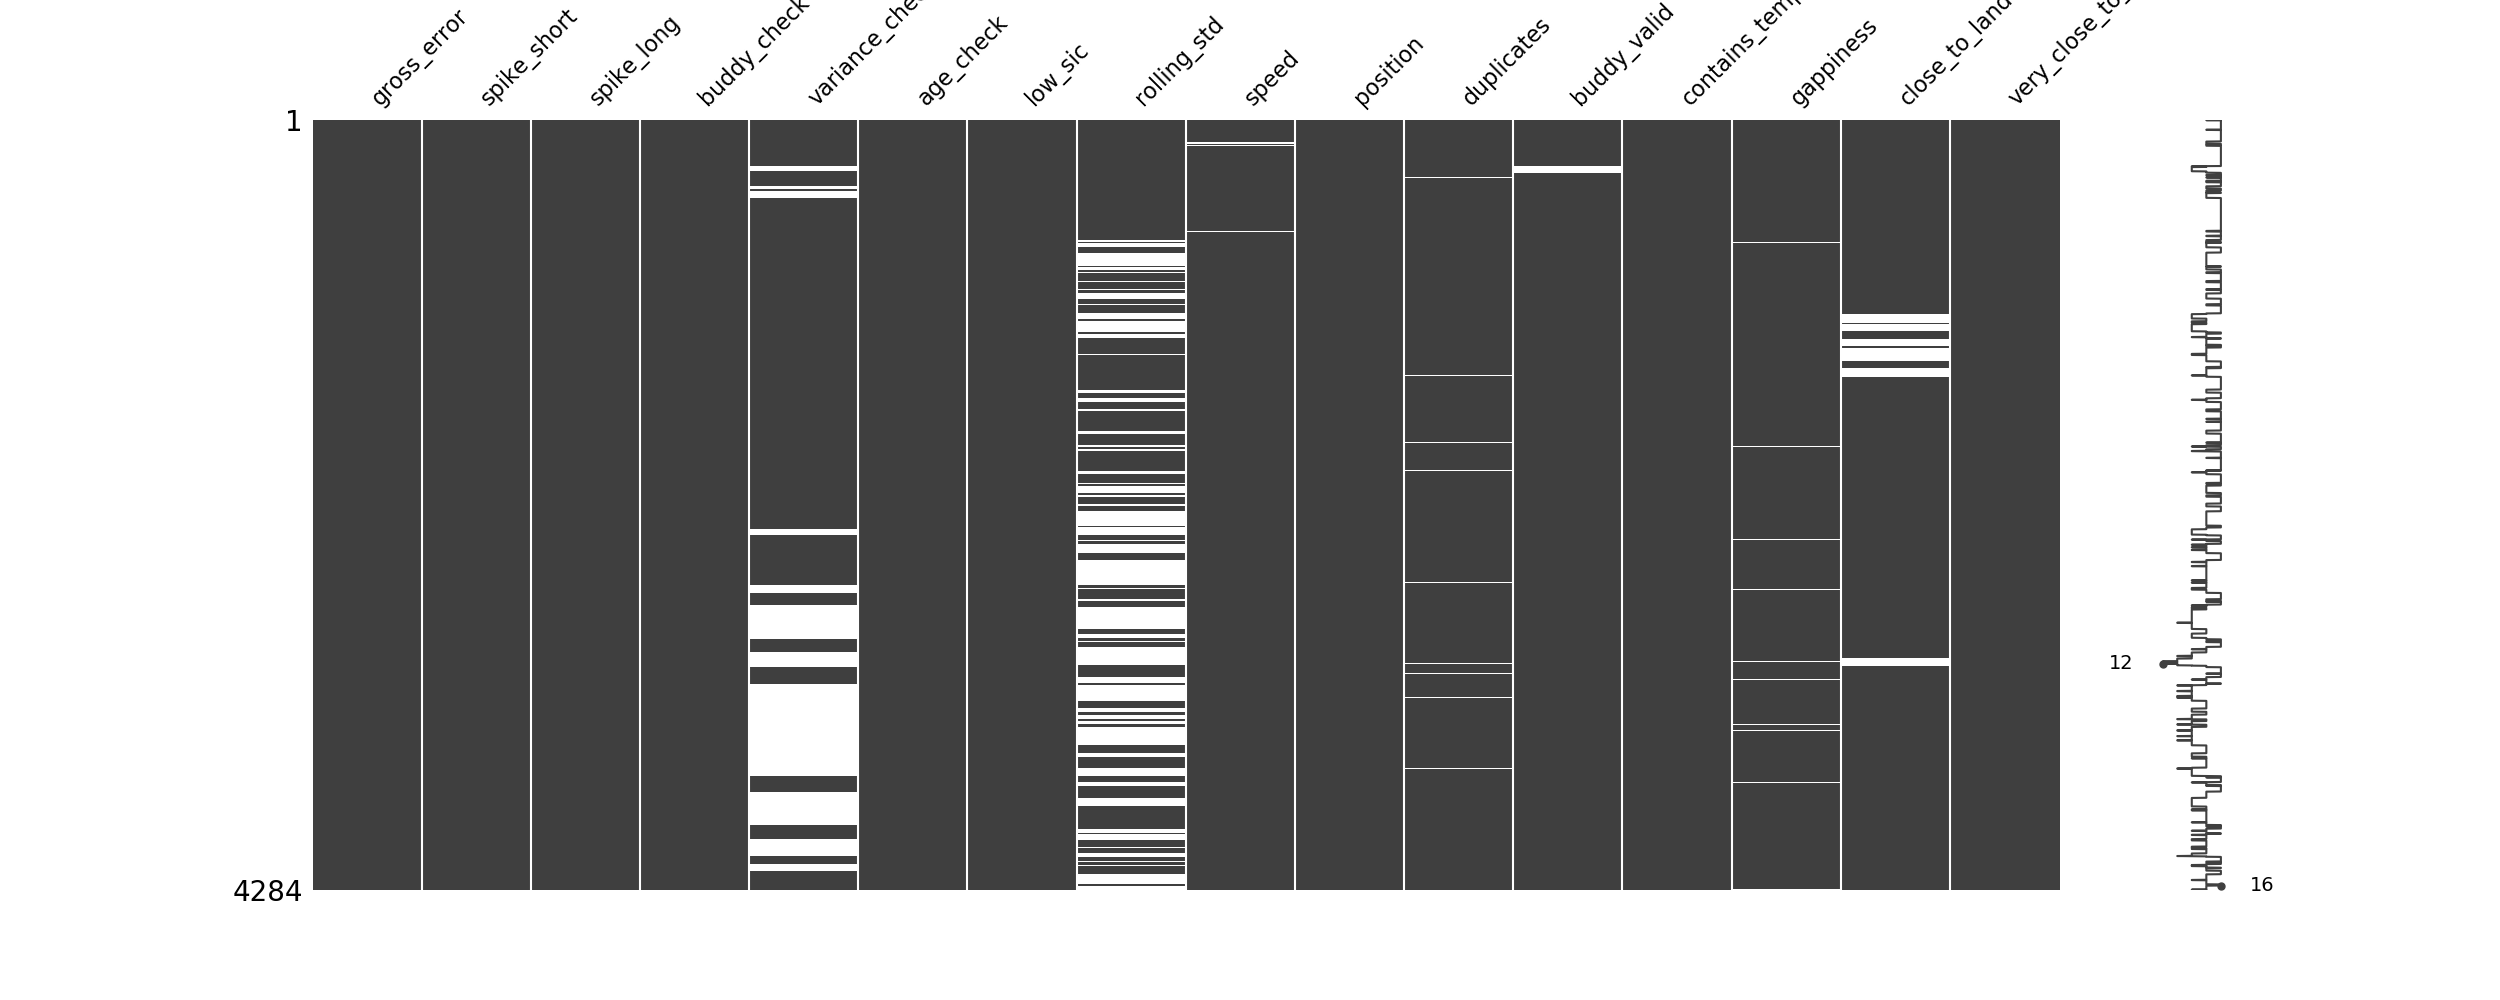 gross_error
spike_short
spike_long
buddy_check
variance_che
age_check
low_sic
rolling_std
speed
position
duplicates
buddy_valid
contains_temp
gappiness
close_to_land
very_close_to_
1
12
4284
16